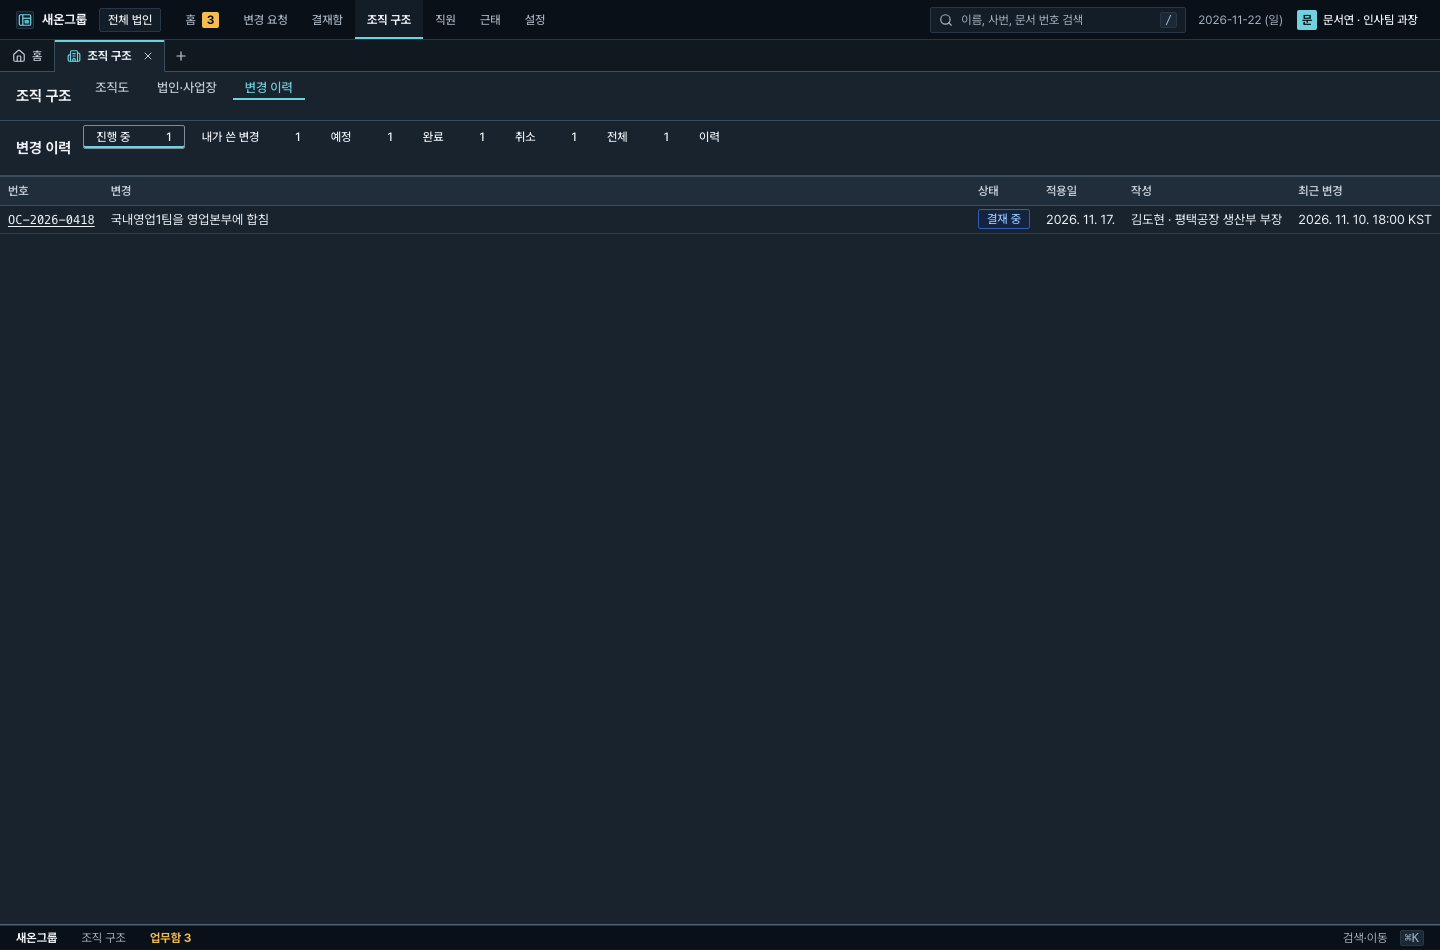 새온그룹 전체 법인 홈 3 변경 요청 결재함 조직 구조 직원 근태 설정 이름, 사번, 문서 번호 검색 / 2026-11-22 (일) 문 문서연 · 인사팀 과장
홈 조직 구조
조직 구조 조직도 법인·사업장 변경 이력
변경 이력 진행 중 1 내가 쓴 변경 1 예정 1 완료 1 취소 1 전체 1 이력
번호 변경 상태 적용일 작성 최근 변경
OC-2026-0418 국내영업1팀을 영업본부에 합침 결재 중 2026. 11. 17. 김도현 · 평택공장 생산부 부장 2026. 11. 10. 18:00 KST
새온그룹 조직 구조 업무함 3 검색·이동 ⌘K